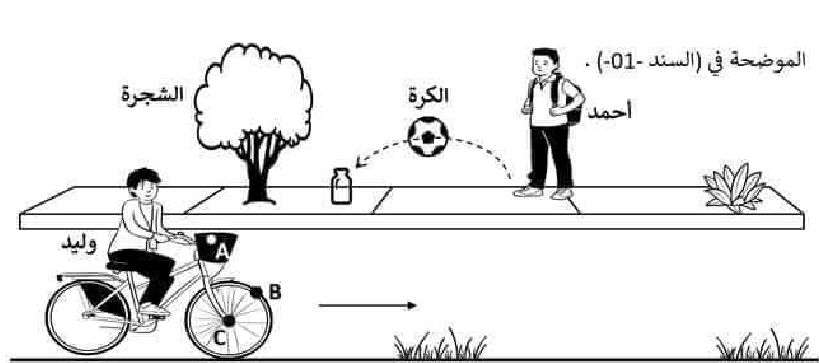 الموضحة في (السند -01-) .
الشجرة
الكرة
أحمد
وليد
A
B
C